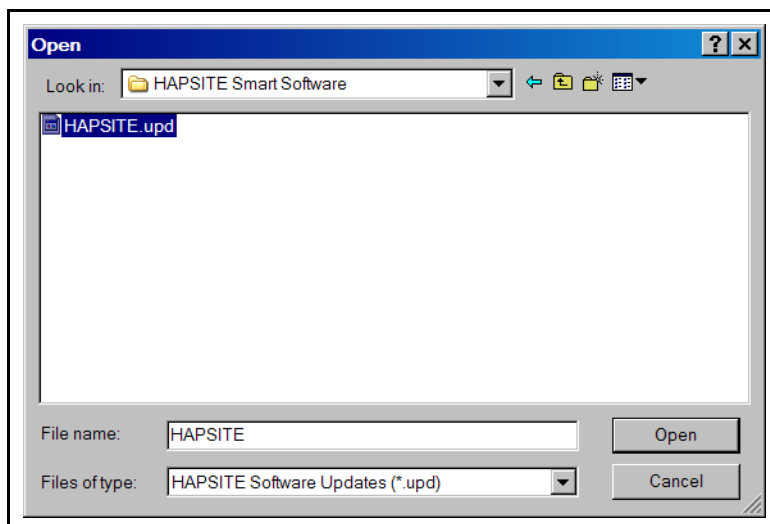 Open
Look in: HAPSITE Smart Software
HAPSITE.upd
File name: HAPSITE Open
Files of type: HAPSITE Software Updates (*.upd) Cancel